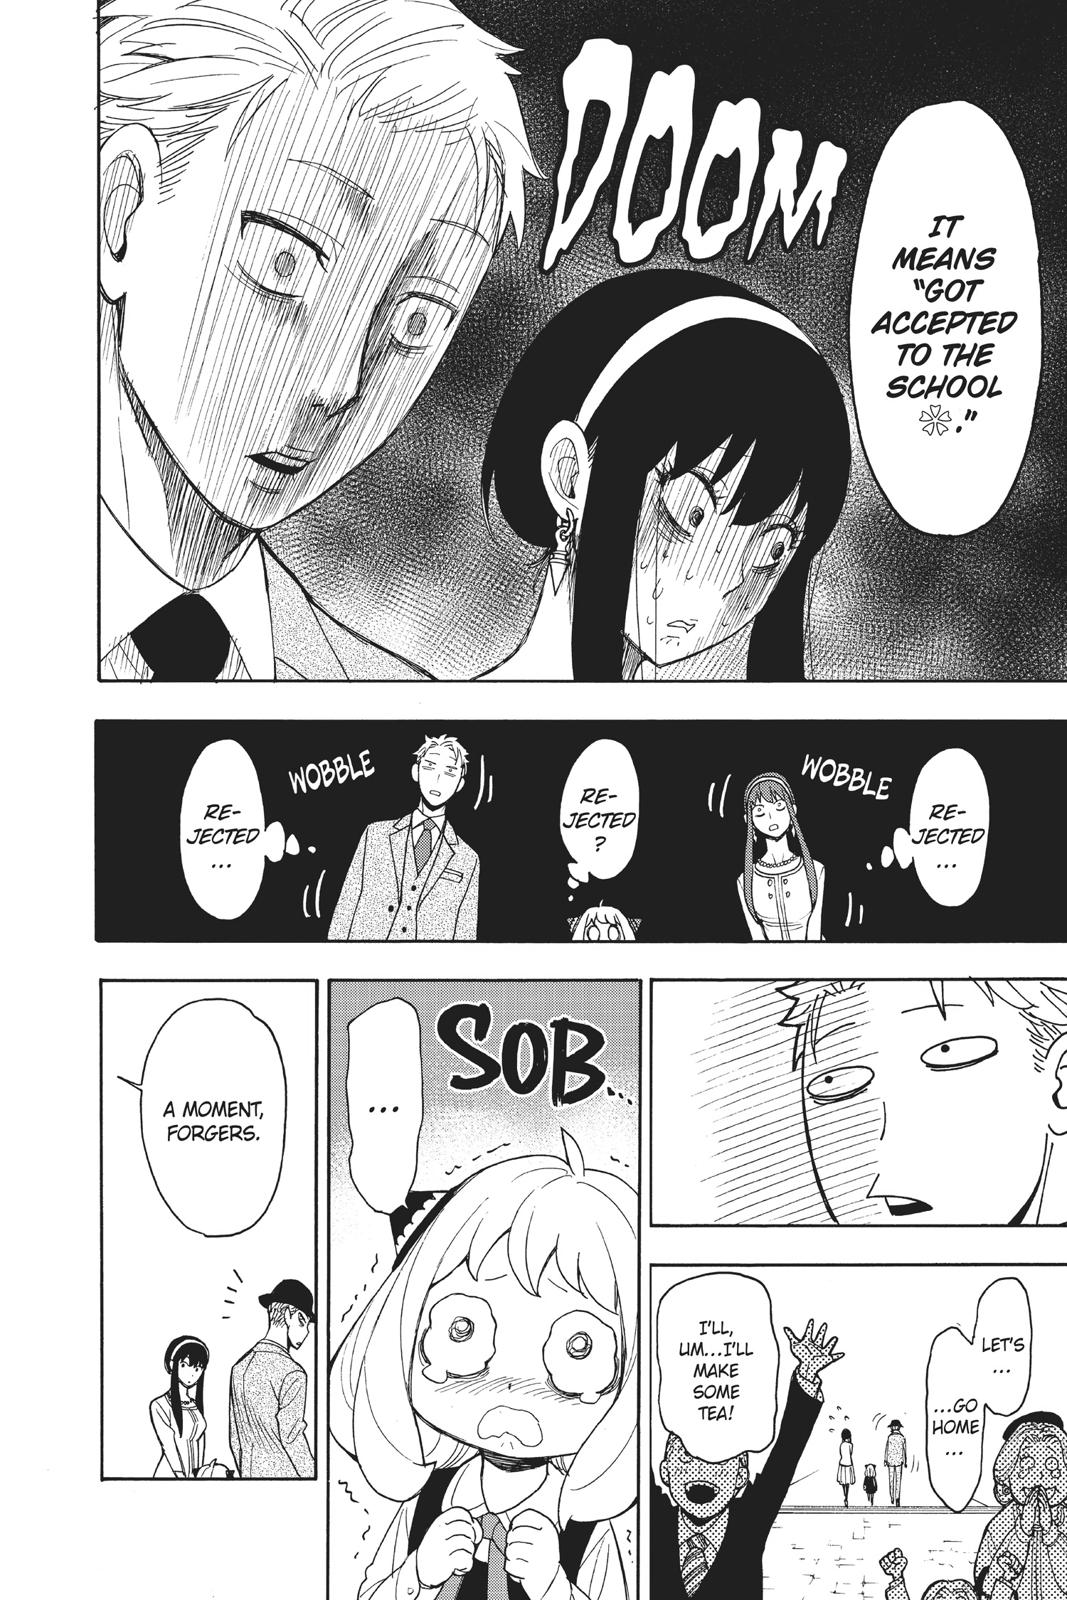 IT
MEANS
"GOT
ACCEPTED
TO THE
SCHOOL
."
DOOM
RE-
JECTED
...
WOBBLE
RE-
JECTED
?
WOBBLE
RE-
JECTED
...
LET'S
...
...GO
HOME
...
I'LL,
UM...I'LL
MAKE
SOME
TEA!
SOB...
...
A MOMENT,
FORGERS.